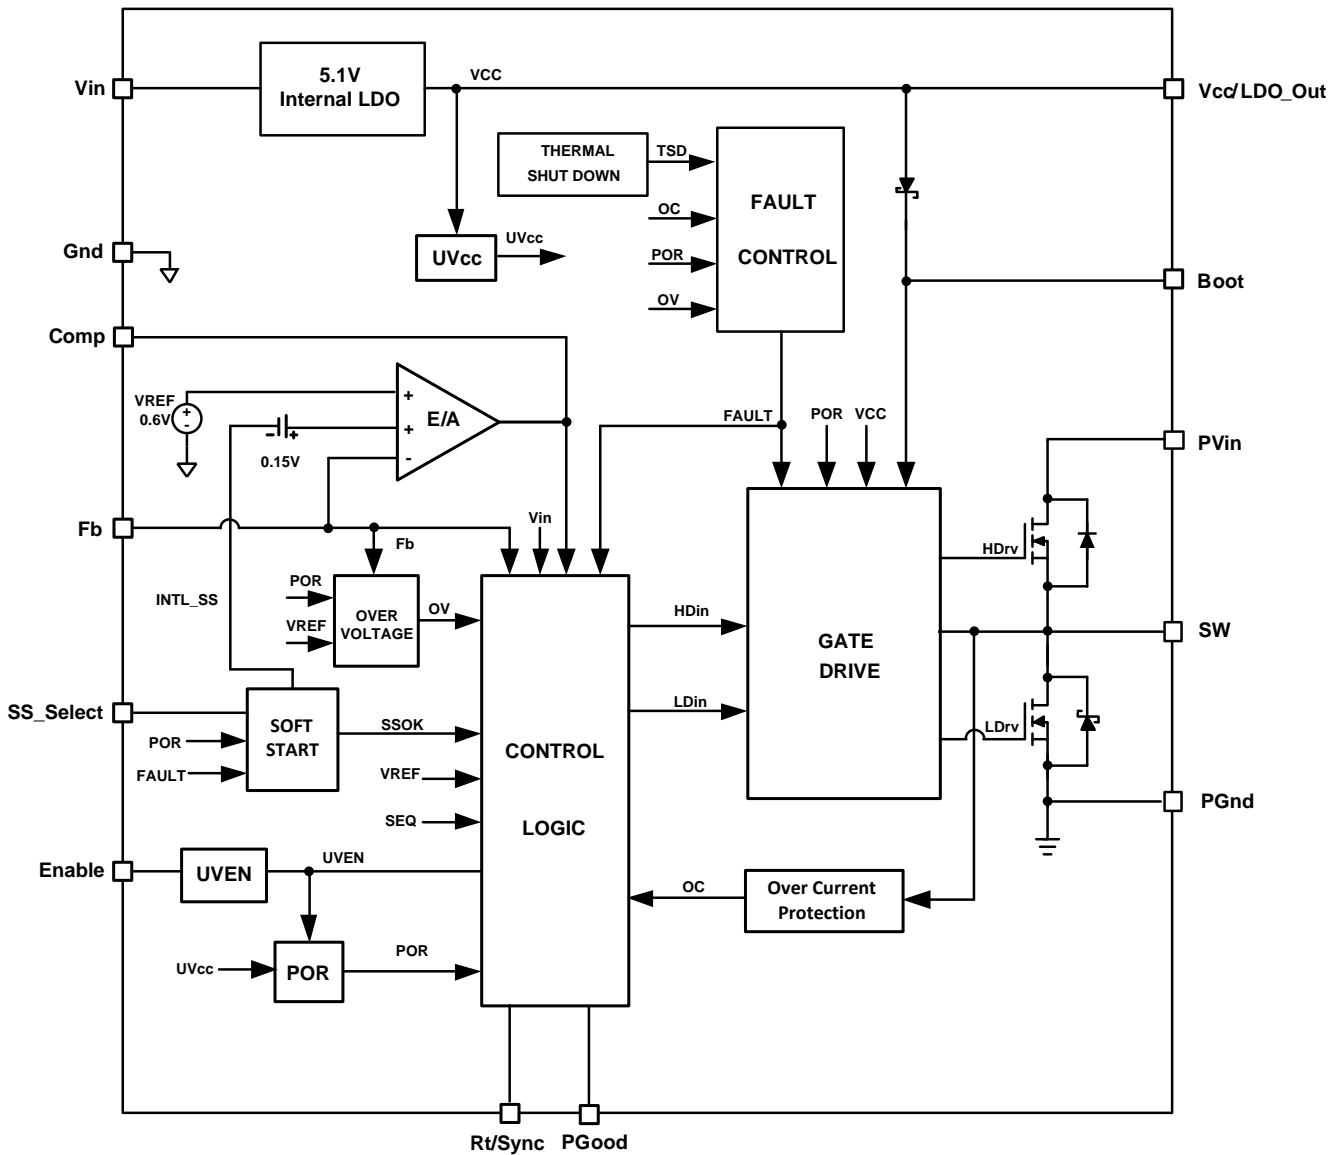 5.1V
Internal LDO
Vin
VCC
Vcc/LDO_Out
THERMAL
SHUT DOWN
TSD
OC
POR
OV
FAULT
CONTROL
Gnd
UVcc
UVcc
Boot
Comp
VREF
0.6V
+
-
+
+
-
E/A
-
+
0.15V
FAULT
POR
VCC
PVin
Fb
Fb
Vin
HDrv
INTL_SS
POR
VREF
OVER
VOLTAGE
OV
HDin
GATE
DRIVE
SW
SS_Select
SOFT
START
POR
FAULT
SSOK
VREF
SEQ
CONTROL
LOGIC
LDin
LDrv
PGnd
Enable
UVEN
UVEN
OC
Over Current
Protection
UVcc
POR
POR
Rt/Sync
PGood